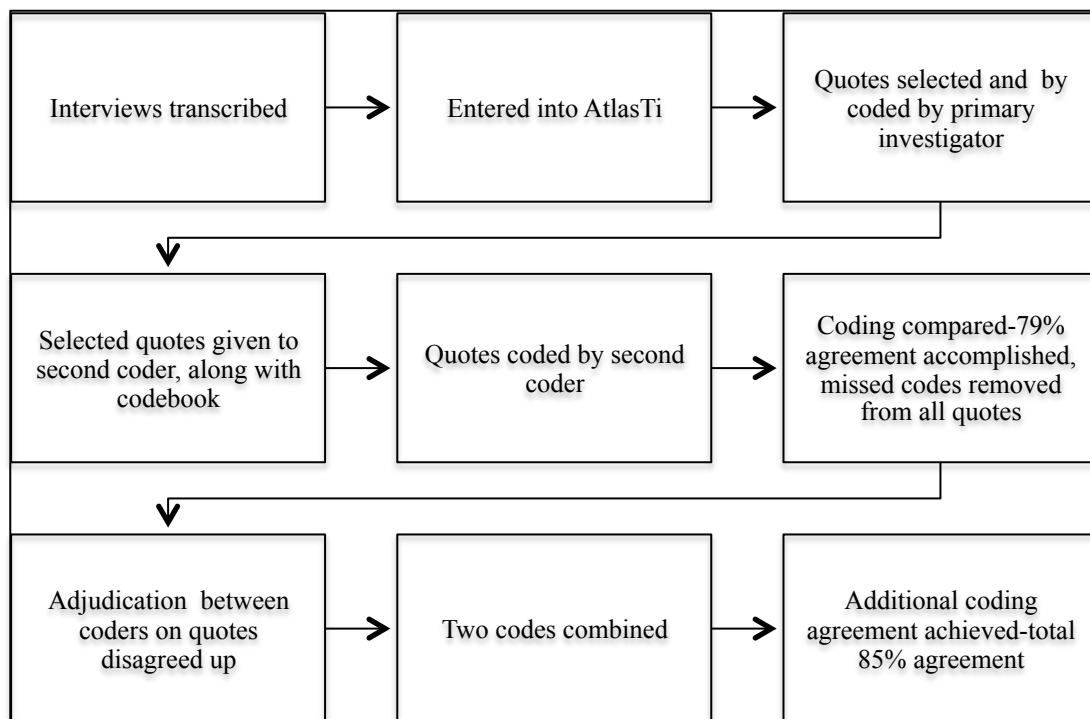 Interviews transcribed
Entered into AtlasTi
Quotes selected and  by
coded by primary
investigator
Selected quotes given to
second coder, along with
codebook
Quotes coded by second
coder
Coding compared-79%
agreement accomplished,
missed codes removed
from all quotes
Adjudication  between
coders on quotes
disagreed up
Two codes combined
Additional coding
agreement achieved-total
85% agreement